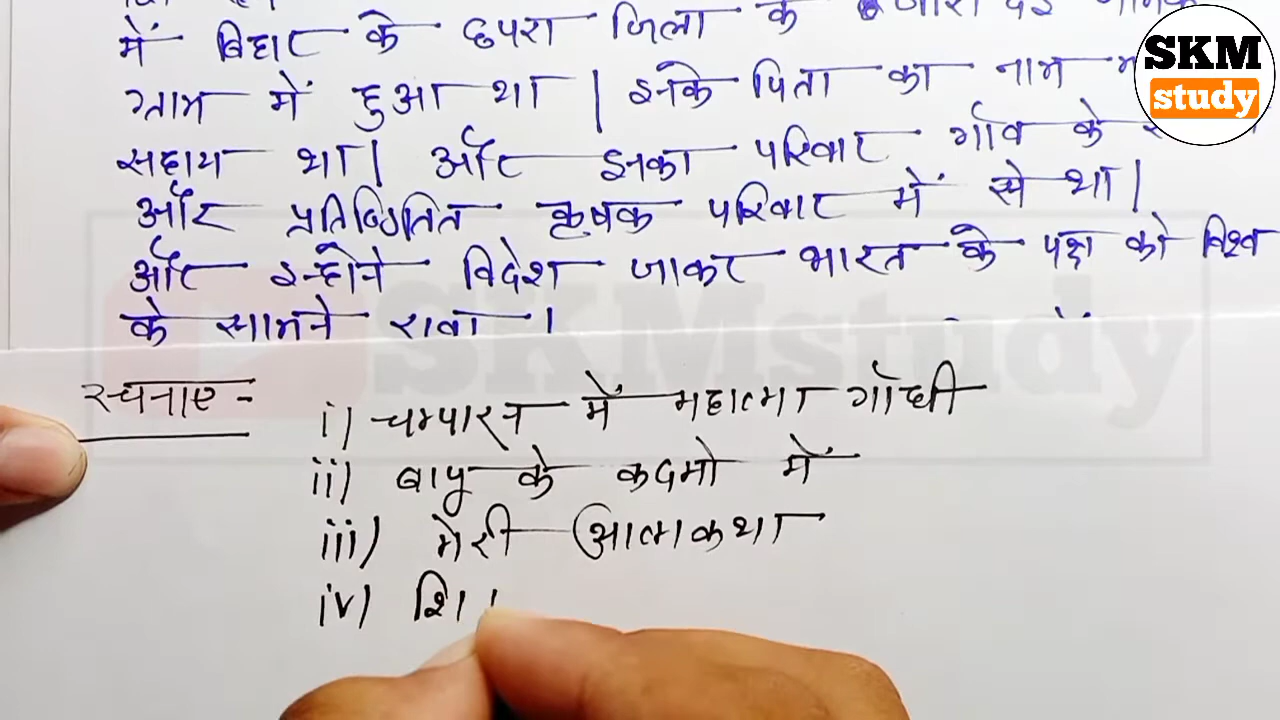 में बिहार के छपरा जिला के
SKM
study
ग्राम में हुआ था | इनके पिता का नाम
सहाय था | और इनका परिवार गाँव के
और प्रतिष्ठित कृषक परिवार में से था |
और इन्होंने विदेश जाकर भारत के पक्ष को विश्व
के सामने रावा ।
SKMstudy
रचनाए -
i) चम्पारन में महात्मा गाँधी
ii) बापु के कदमो में
iii) मेरी आत्मकथा
iv) शि